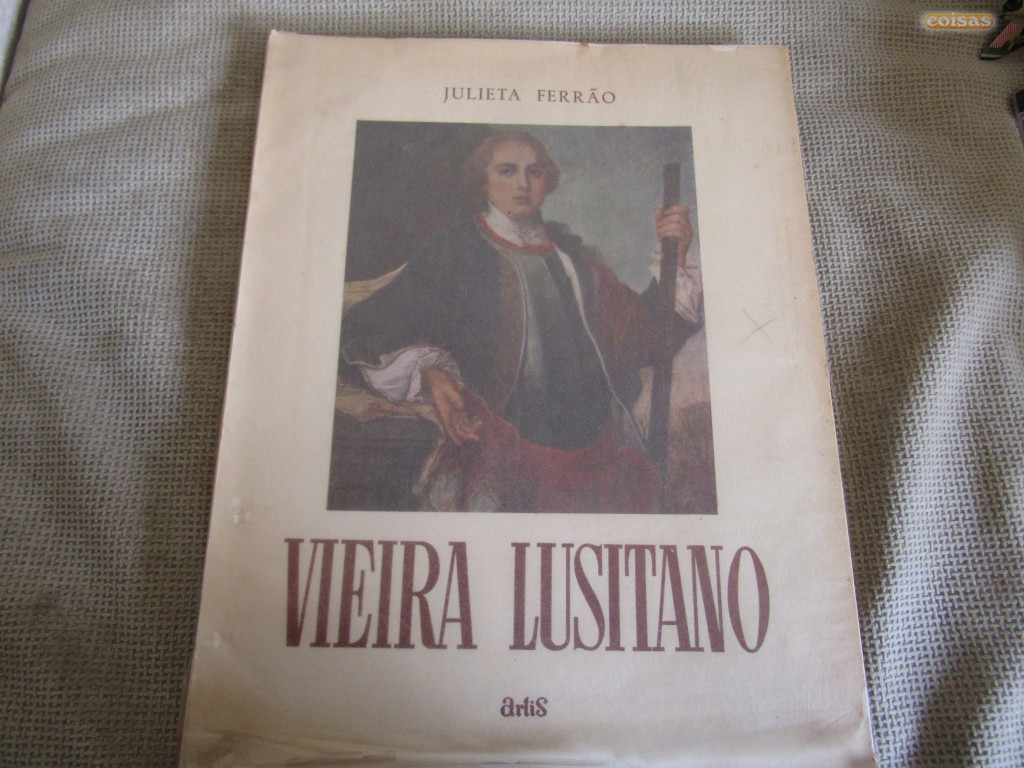 coisas
JULIETA FERRÃO
VIEIRA LUSITANO
artis